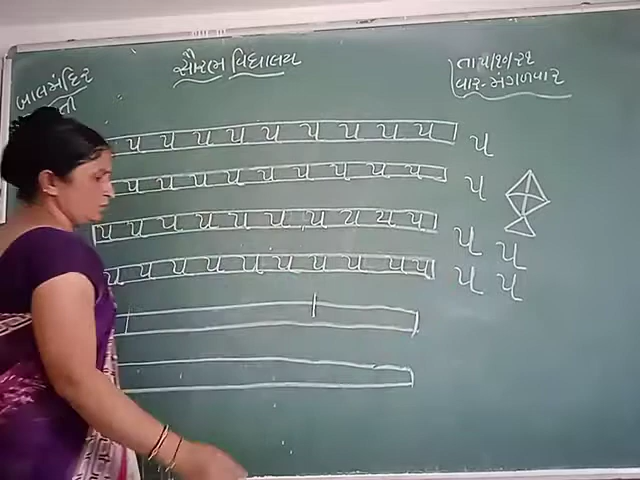 બાલમંદિર
સૌરભ વિદ્યાલય
વાર-મંગળવાર
પ પ પ પ પ પ પ પ પ પ
પ પ પ પ પ પ પ પ પ પ
પ પ પ પ પ પ પ પ પ પ પ પ
પ પ પ પ પ પ પ પ પ પ પ પ